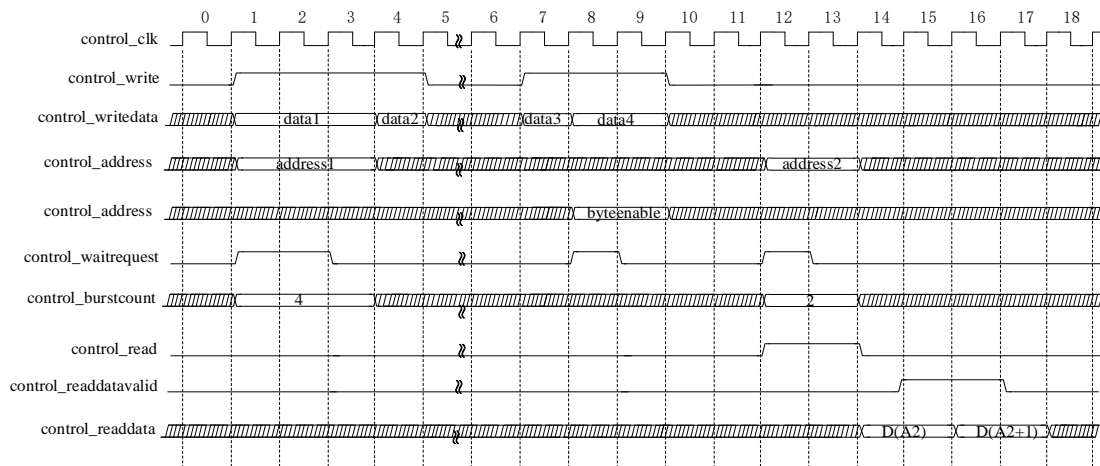 0 1 2 3 4 5 6 7 8 9 10 11 12 13 14 15 16 17 18
control_clk
control_write
control_writedata data1 data2 data3 data4
control_address address1 address2
control_address byteenable
control_waitrequest
control_burstcount 4 2
control_read
control_readdatavalid
control_readdata D(A2) D(A2+1)